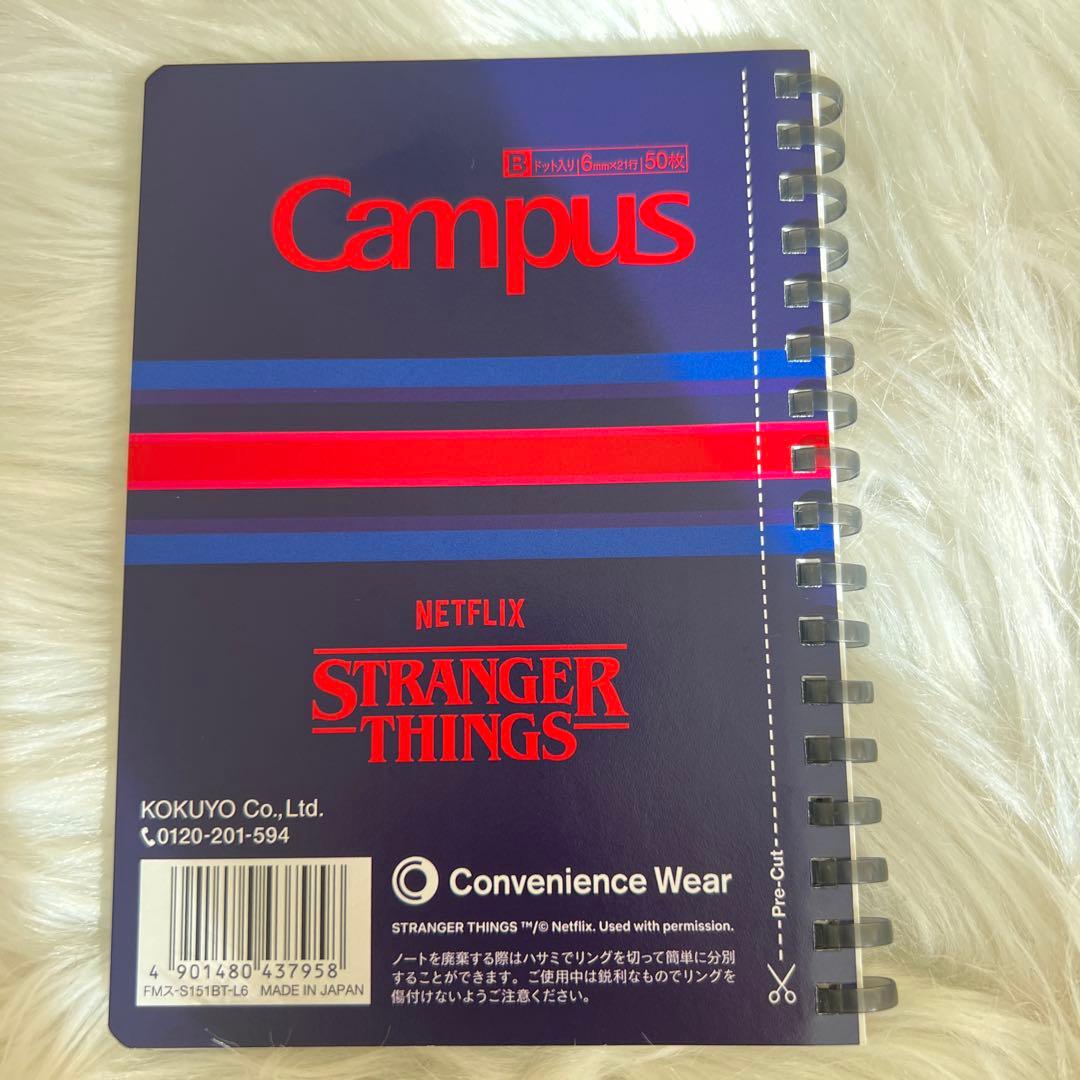 B ドット入り 6mm×21行 50枚
Campus
NETFLIX
STRANGER
THINGS
KOKUYO Co.,Ltd.
0120-201-594
4 901480 437958
FMス-S151BT-L6 MADE IN JAPAN
Convenience Wear
STRANGER THINGS ™/© Netflix. Used with permission.
ノートを廃棄する際はハサミでリングを切って簡単に分別
することができます。ご使用中は鋭利なものでリングを
傷付けないようご注意ください。
Pre-Cut